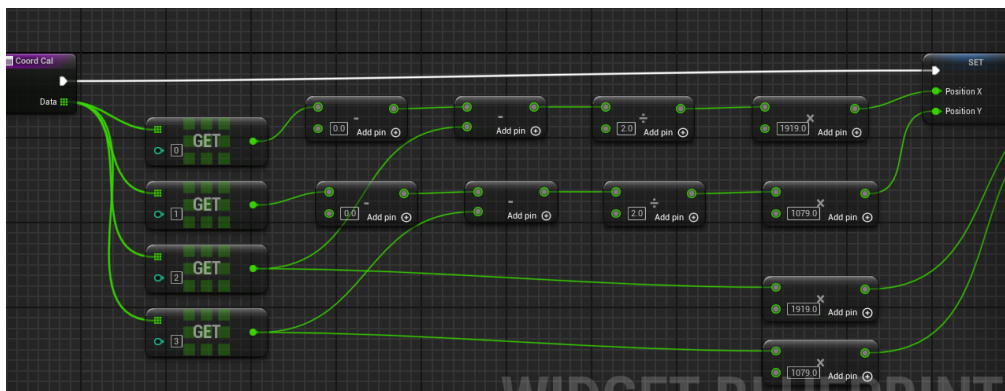 Coord Cal
SET
Data
Position X
Position Y
GET
0
-
0.0
Add pin
-
Add pin
÷
2.0
Add pin
×
1919.0
Add pin
GET
1
-
0.0
Add pin
-
Add pin
÷
2.0
Add pin
×
1079.0
Add pin
GET
2
×
1919.0
Add pin
GET
3
×
1079.0
Add pin
WIDGET BLUEPRINT